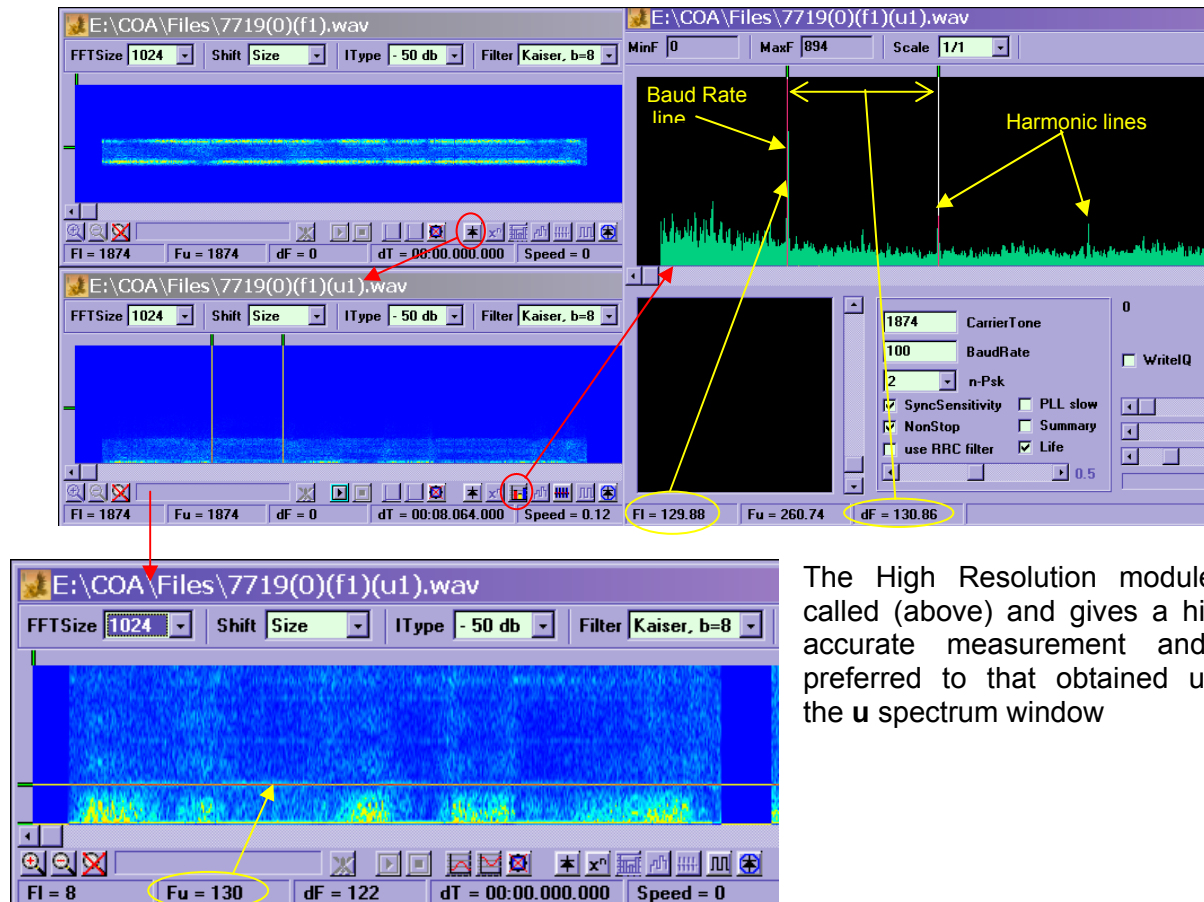 E:\COA\Files\7719(0)(f1).wav
FFTSize 1024 Shift Size IType - 50 db Filter Kaiser, b=8
Fl = 1874 Fu = 1874 dF = 0 dT = 00:00.000.000 Speed = 0
E:\COA\Files\7719(0)(f1)(u1).wav
FFTSize 1024 Shift Size IType - 50 db Filter Kaiser, b=8
Fl = 1874 Fu = 1874 dF = 0 dT = 00:08.064.000 Speed = 0.12
E:\COA\Files\7719(0)(f1)(u1).wav
MinF 0 MaxF 894 Scale 1/1
Baud Rate
line
Harmonic lines
1874 CarrierTone
100 BaudRate
2 n-Psk
SyncSensitivity PLL slow
NonStop Summary
use RRC filter Life
0.5
0
WriteIQ
Fl = 129.88 Fu = 260.74 dF = 130.86
E:\COA\Files\7719(0)(f1)(u1).wav
FFTSize 1024 Shift Size IType - 50 db Filter Kaiser, b=8
xⁿ
Fl = 8 Fu = 130 dF = 122 dT = 00:00.000.000 Speed = 0
The High Resolution module
called (above) and gives a hi
accurate measurement and
preferred to that obtained u
the u spectrum window